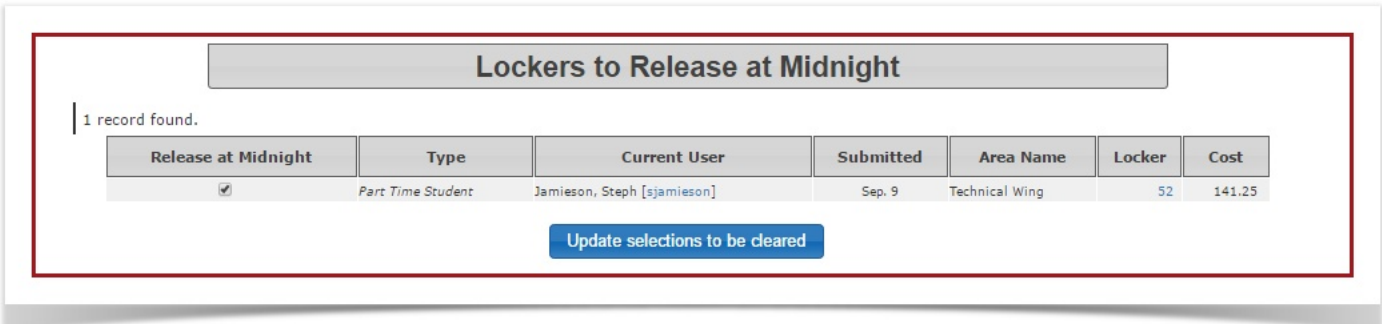 Lockers to Release at Midnight
1 record found.
Release at Midnight Type Current User Submitted Area Name Locker Cost
Part Time Student Jamieson, Steph [sjamieson] Sep. 9 Technical Wing 52 141.25
Update selections to be cleared